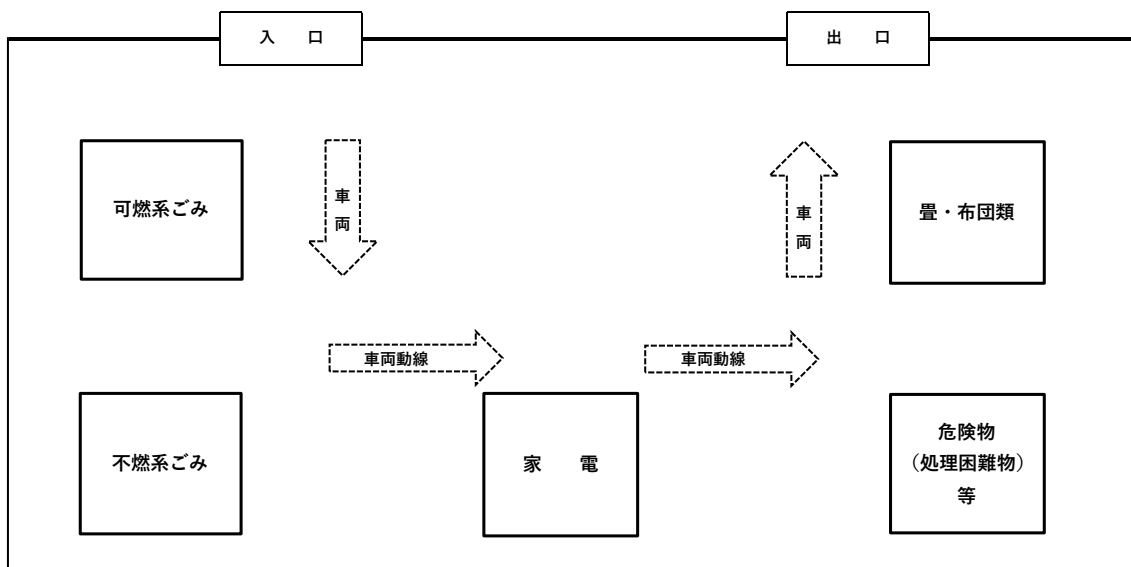 入　口
出　口
可燃系ごみ
車両
車両
畳・布団類
車両動線
車両動線
不燃系ごみ
家　電
危険物
（処理困難物）
等